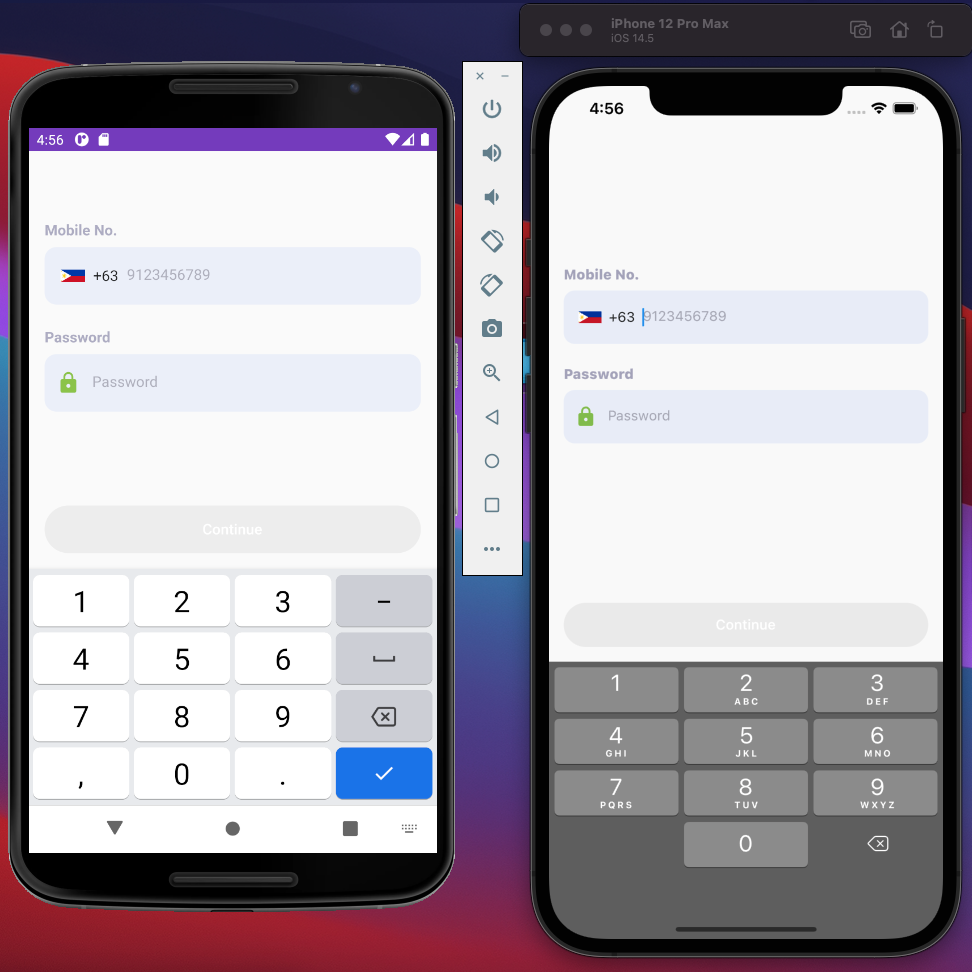 iPhone 12 Pro Max
iOS 14.5
4:56
Mobile No.
+63 9123456789
Password
Password
Continue
1 2 3 –
4 5 6
7 8 9
, 0 .
4:56
Mobile No.
+63 9123456789
Password
Password
Continue
1 2 3
ABC DEF
4 5 6
GHI JKL MNO
7 8 9
PQRS TUV WXYZ
0